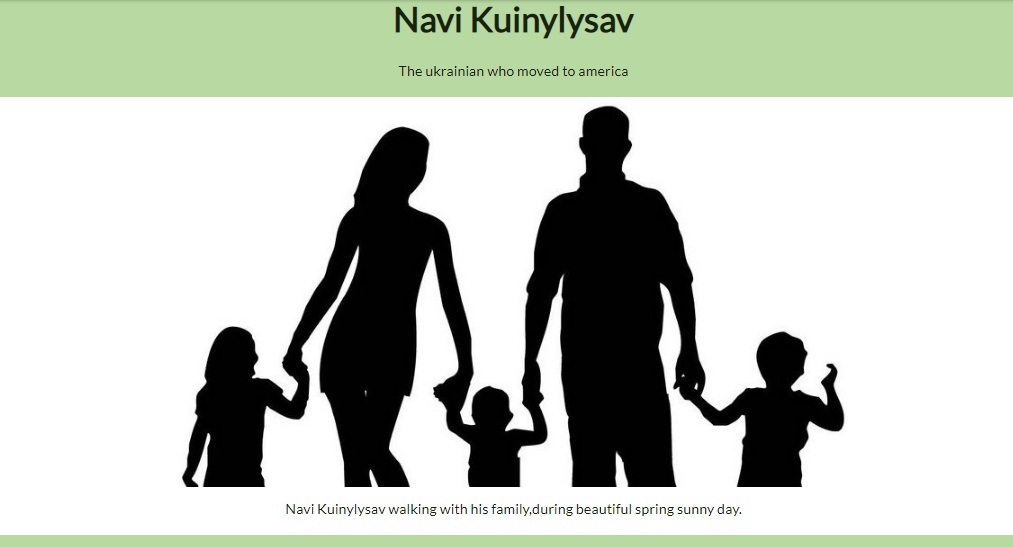 Navi Kuinylysav
The ukrainian who moved to america
Navi Kuinylysav walking with his family,during beautiful spring sunny day.